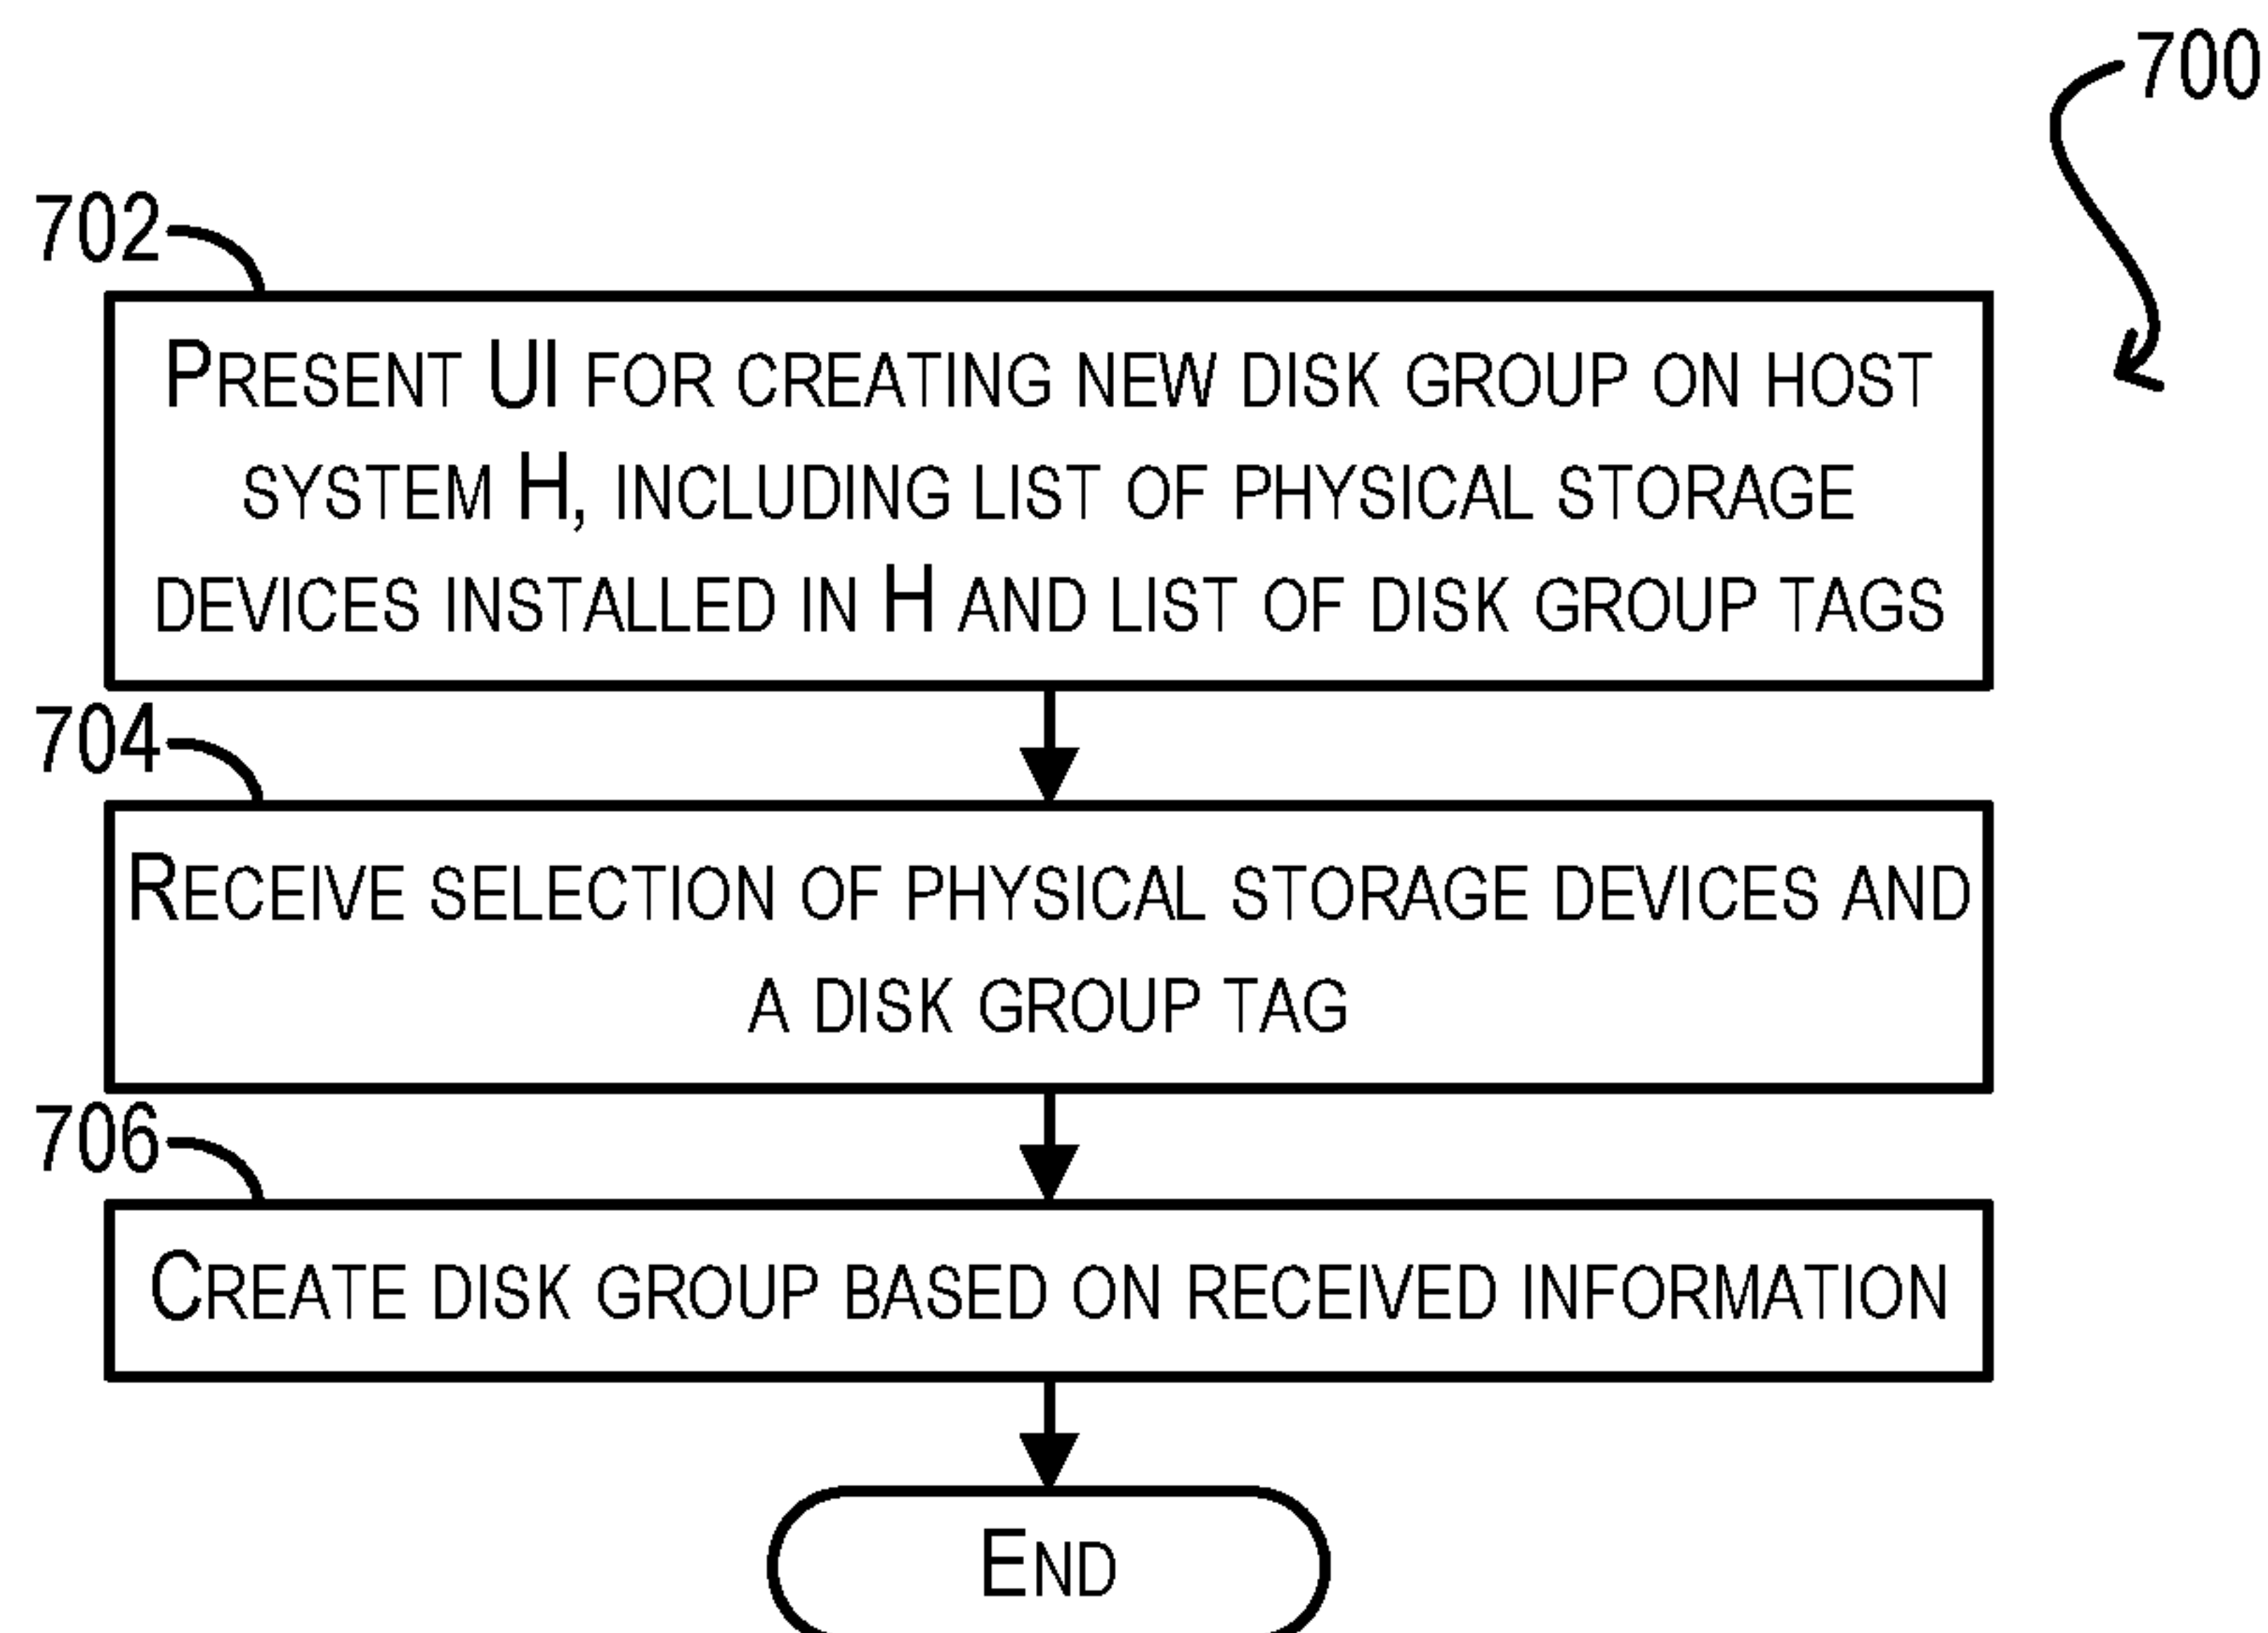 700
702
PRESENT UI FOR CREATING NEW DISK GROUP ON HOST
SYSTEM H, INCLUDING LIST OF PHYSICAL STORAGE
DEVICES INSTALLED IN H AND LIST OF DISK GROUP TAGS
704
RECEIVE SELECTION OF PHYSICAL STORAGE DEVICES AND
A DISK GROUP TAG
706
CREATE DISK GROUP BASED ON RECEIVED INFORMATION
END